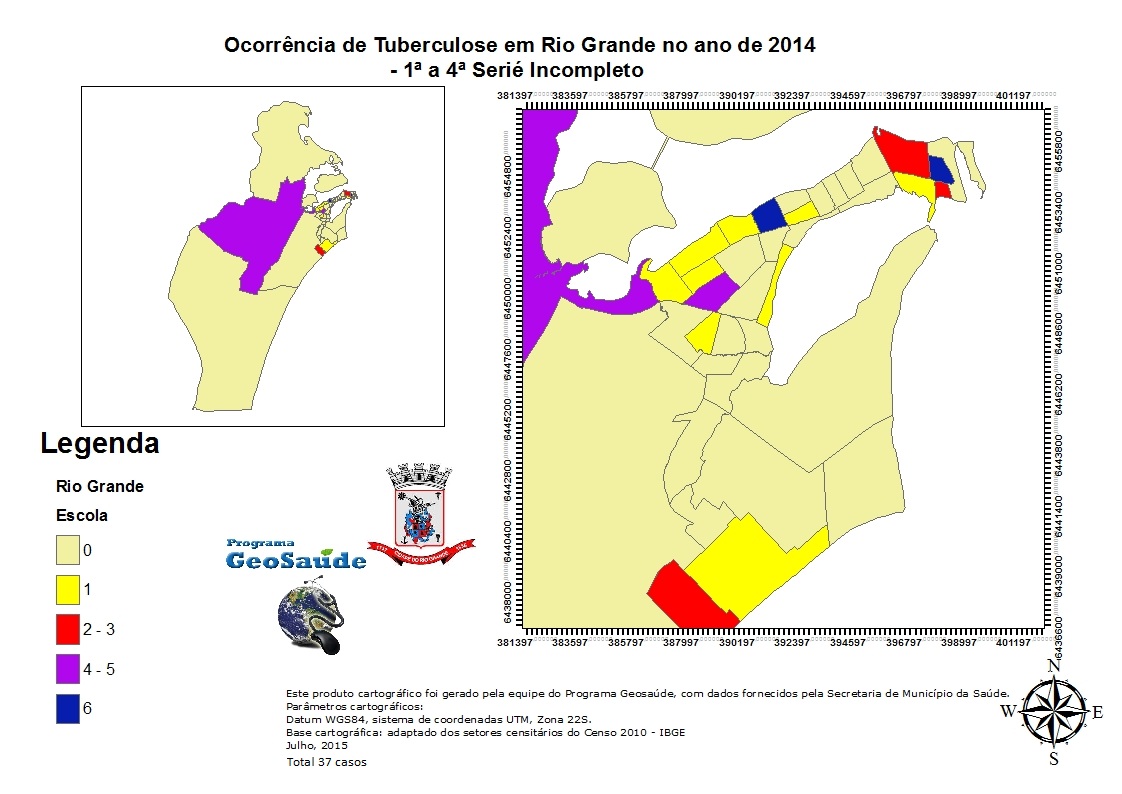 Ocorrência de Tuberculose em Rio Grande no ano de 2014
- 1ª a 4ª Serié Incompleto
381397 383597 385797 387997 390197 392397 394597 396797 398997 401197
6454800
6452400
6450000
6447600
6445200
6442800
6440400
6438000
6455800
6453400
6451000
6448600
6446200
6443800
6441400
6439000
6436600
381397 383597 385797 387997 390197 392397 394597 396797 398997 401197
Legenda
Rio Grande
Escola
0
1
2 - 3
4 - 5
6
Programa
GeoSaúde
Este produto cartográfico foi gerado pela equipe do Programa Geosaúde, com dados fornecidos pela Secretaria de Município da Saúde.
Parâmetros cartográficos:
Datum WGS84, sistema de coordenadas UTM, Zona 22S.
Base cartográfica: adaptado dos setores censitários do Censo 2010 - IBGE
Julho, 2015
Total 37 casos
N
W E
S